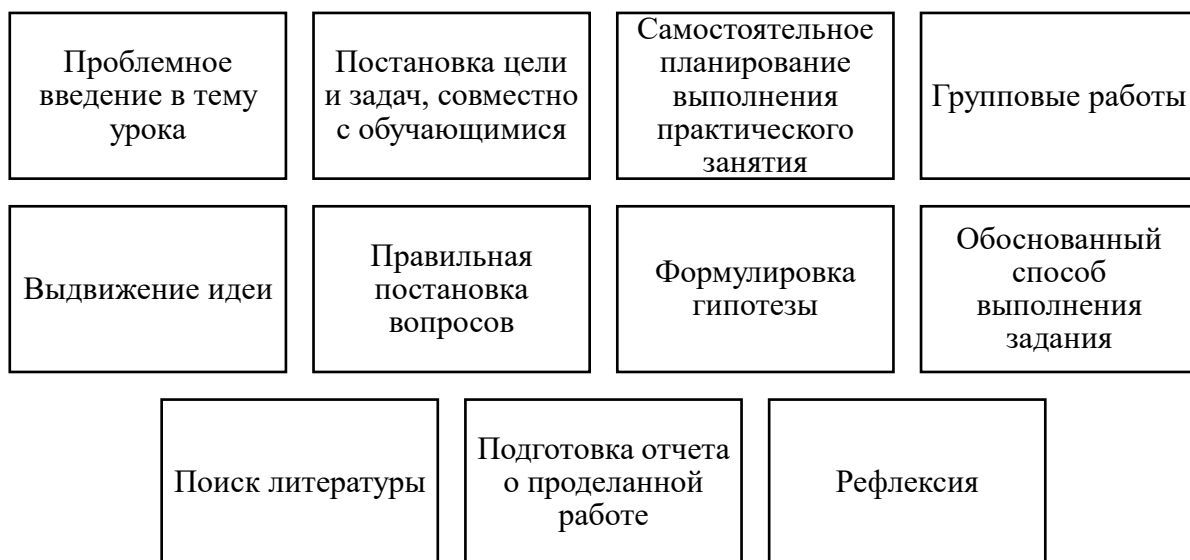 Проблемное
введение в тему
урока
Постановка цели
и задач, совместно
с обучающимися
Самостоятельное
планирование
выполнения
практического
занятия
Групповые работы
Выдвижение идеи
Правильная
постановка
вопросов
Формулировка
гипотезы
Обоснованный
способ
выполнения
задания
Поиск литературы
Подготовка отчета
о проделанной
работе
Рефлексия